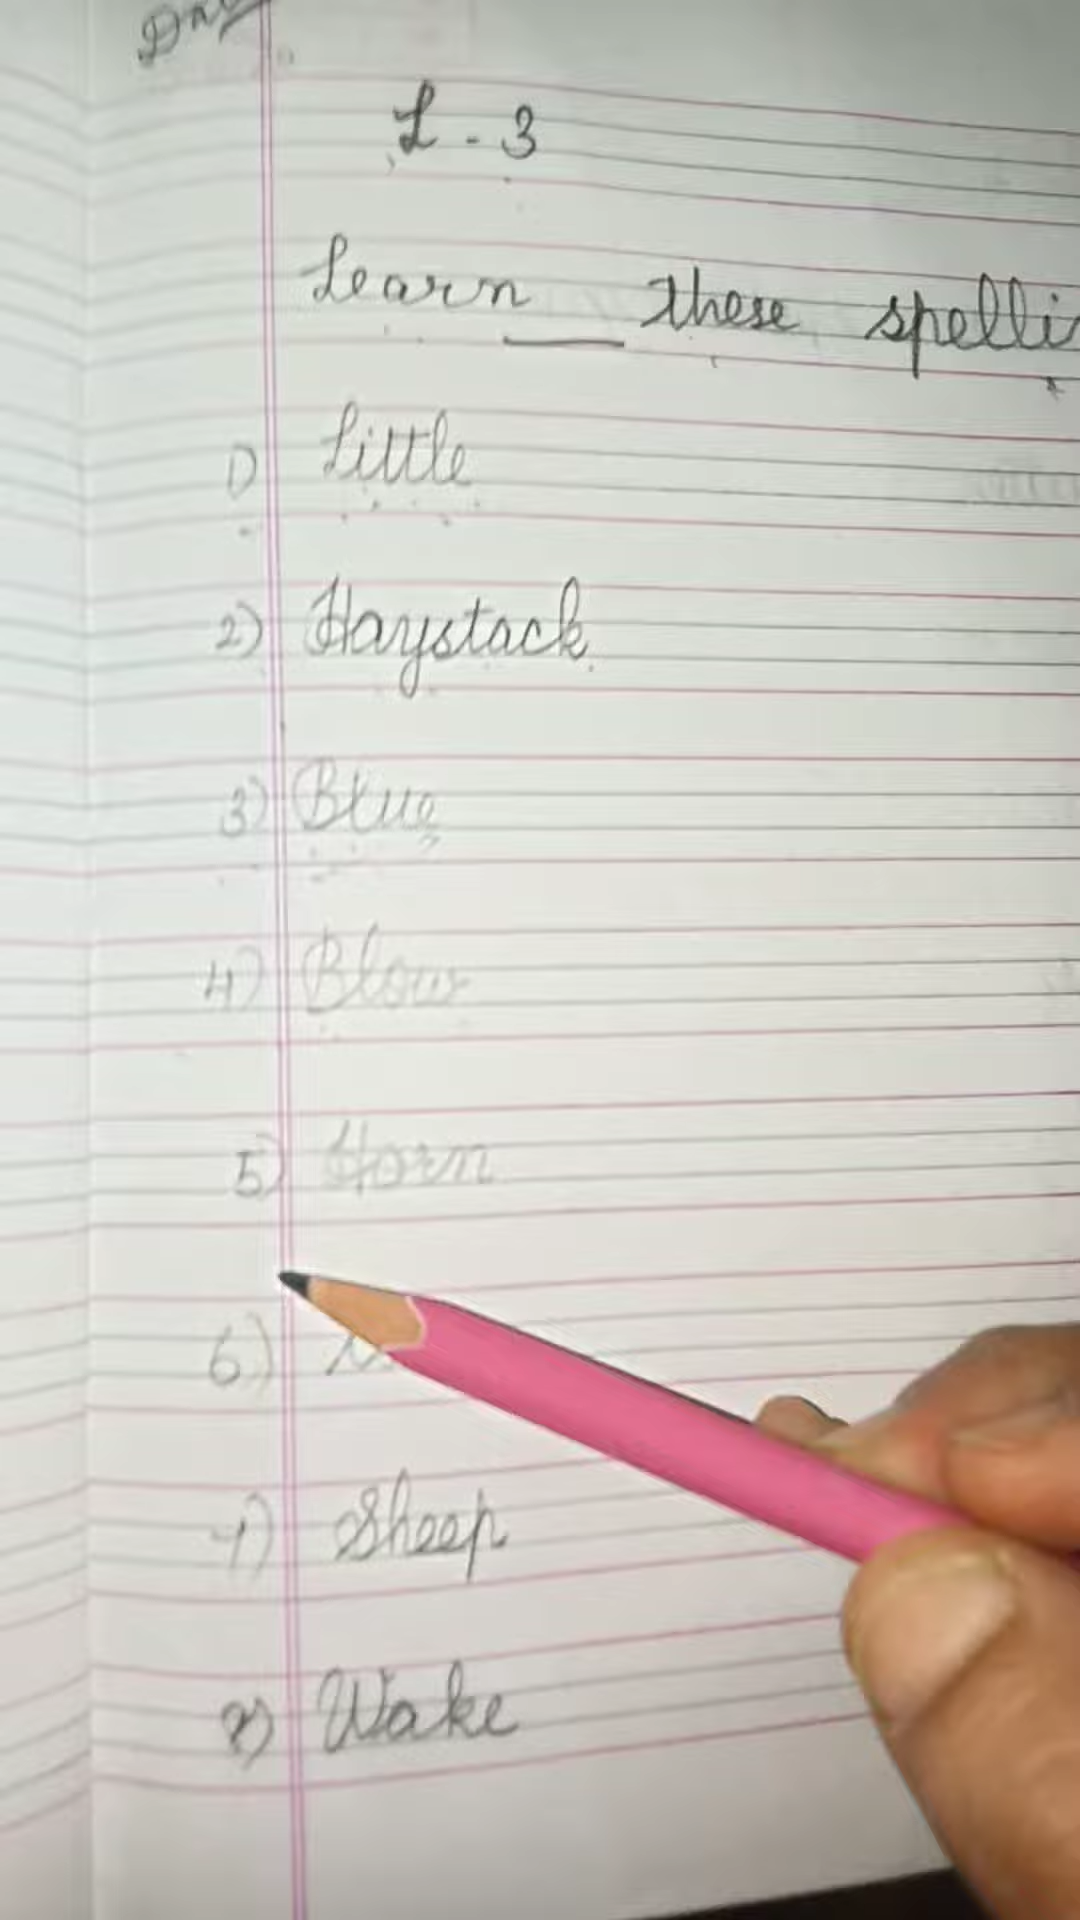 L - 3
Learn these spelli
1) Little
2) Haystack
3) Blue
4) Blow
5) Horn
6)
7) Sheep
8) Wake